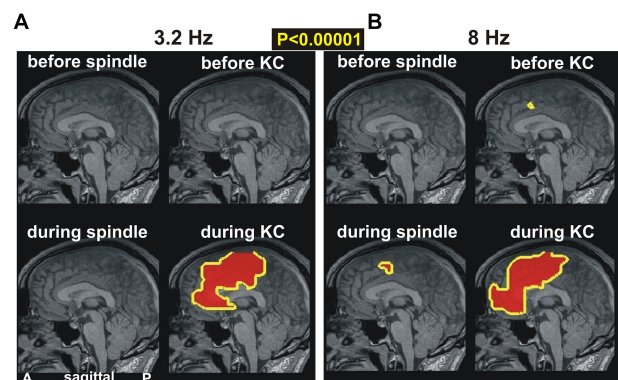 A
B
3.2 Hz
P<0.00001
8 Hz
before spindle
before KC
before spindle
before KC
during spindle
during KC
during spindle
during KC
A sagittal P